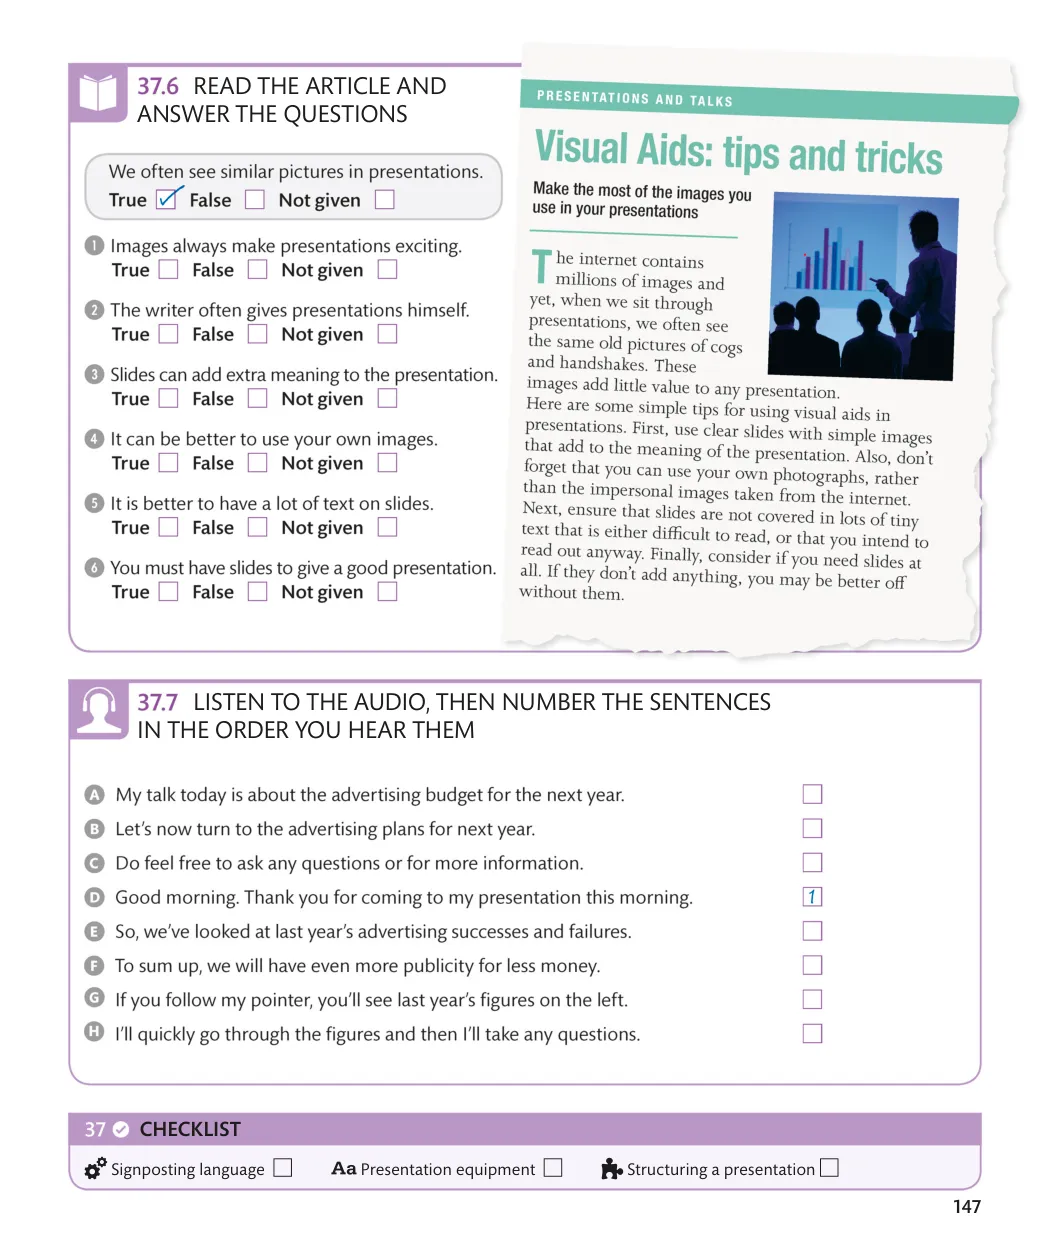 37.6 READ THE ARTICLE AND
ANSWER THE QUESTIONS
We often see similar pictures in presentations.
True False Not given
1 Images always make presentations exciting.
True False Not given
2 The writer often gives presentations himself.
True False Not given
3 Slides can add extra meaning to the presentation.
True False Not given
4 It can be better to use your own images.
True False Not given
5 It is better to have a lot of text on slides.
True False Not given
6 You must have slides to give a good presentation.
True False Not given
PRESENTATIONS AND TALKS
Visual Aids: tips and tricks
Make the most of the images you
use in your presentations
The internet contains
millions of images and
yet, when we sit through
presentations, we often see
the same old pictures of cogs
and handshakes. These
images add little value to any presentation.
Here are some simple tips for using visual aids in
presentations. First, use clear slides with simple images
that add to the meaning of the presentation. Also, don't
forget that you can use your own photographs, rather
than the impersonal images taken from the internet.
Next, ensure that slides are not covered in lots of tiny
text that is either difficult to read, or that you intend to
read out anyway. Finally, consider if you need slides at
all. If they don't add anything, you may be better off
without them.
37.7 LISTEN TO THE AUDIO, THEN NUMBER THE SENTENCES
IN THE ORDER YOU HEAR THEM
A My talk today is about the advertising budget for the next year.
B Let's now turn to the advertising plans for next year.
C Do feel free to ask any questions or for more information.
D Good morning. Thank you for coming to my presentation this morning. 1
E So, we've looked at last year's advertising successes and failures.
F To sum up, we will have even more publicity for less money.
G If you follow my pointer, you'll see last year's figures on the left.
H I'll quickly go through the figures and then I'll take any questions.
37 CHECKLIST
Signposting language Aa Presentation equipment Structuring a presentation
147